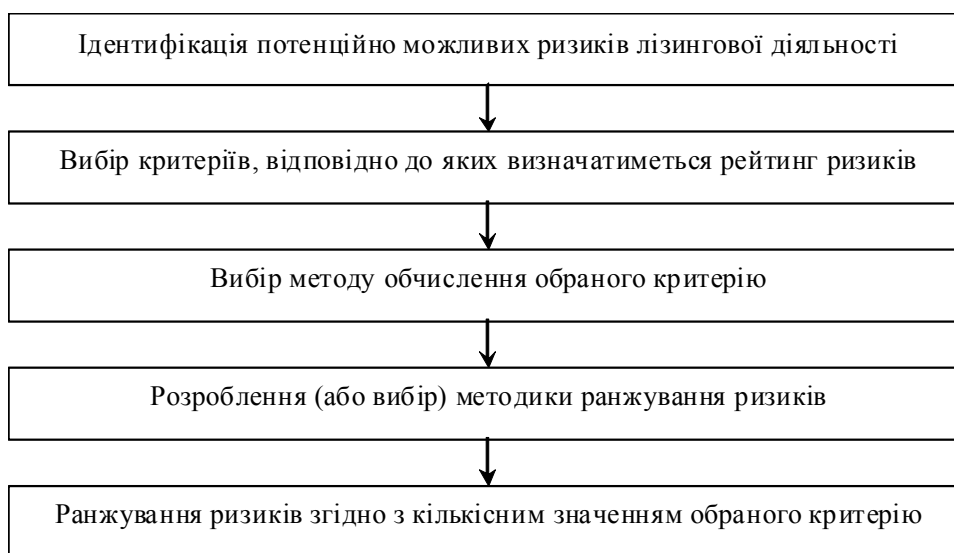 Ідентифікація потенційно можливих ризиків лізингової діяльності
Вибір критеріїв, відповідно до яких визначатиметься рейтинг ризиків
Вибір методу обчислення обраного критерію
Розроблення (або вибір) методики ранжування ризиків
Ранжування ризиків згідно з кількісним значенням обраного критерію